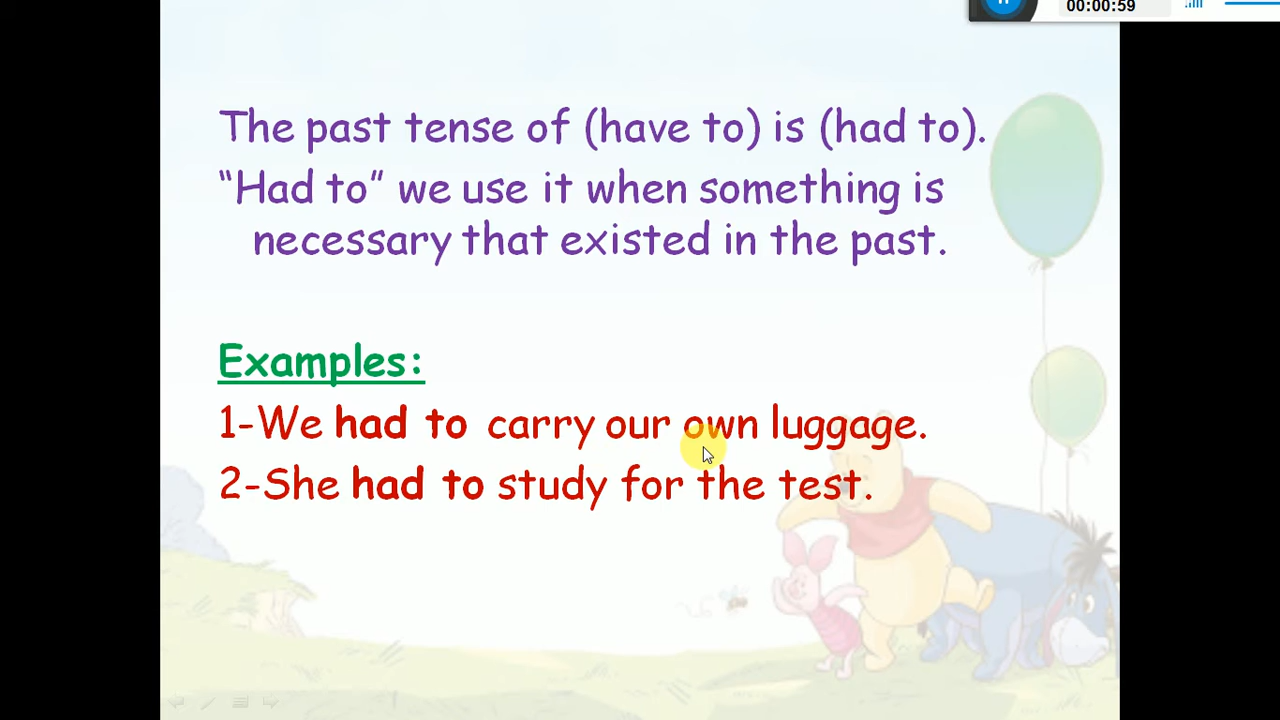 00:00:59
The past tense of (have to) is (had to).
“Had to” we use it when something is
necessary that existed in the past.
Examples:
1-We had to carry our own luggage.
2-She had to study for the test.